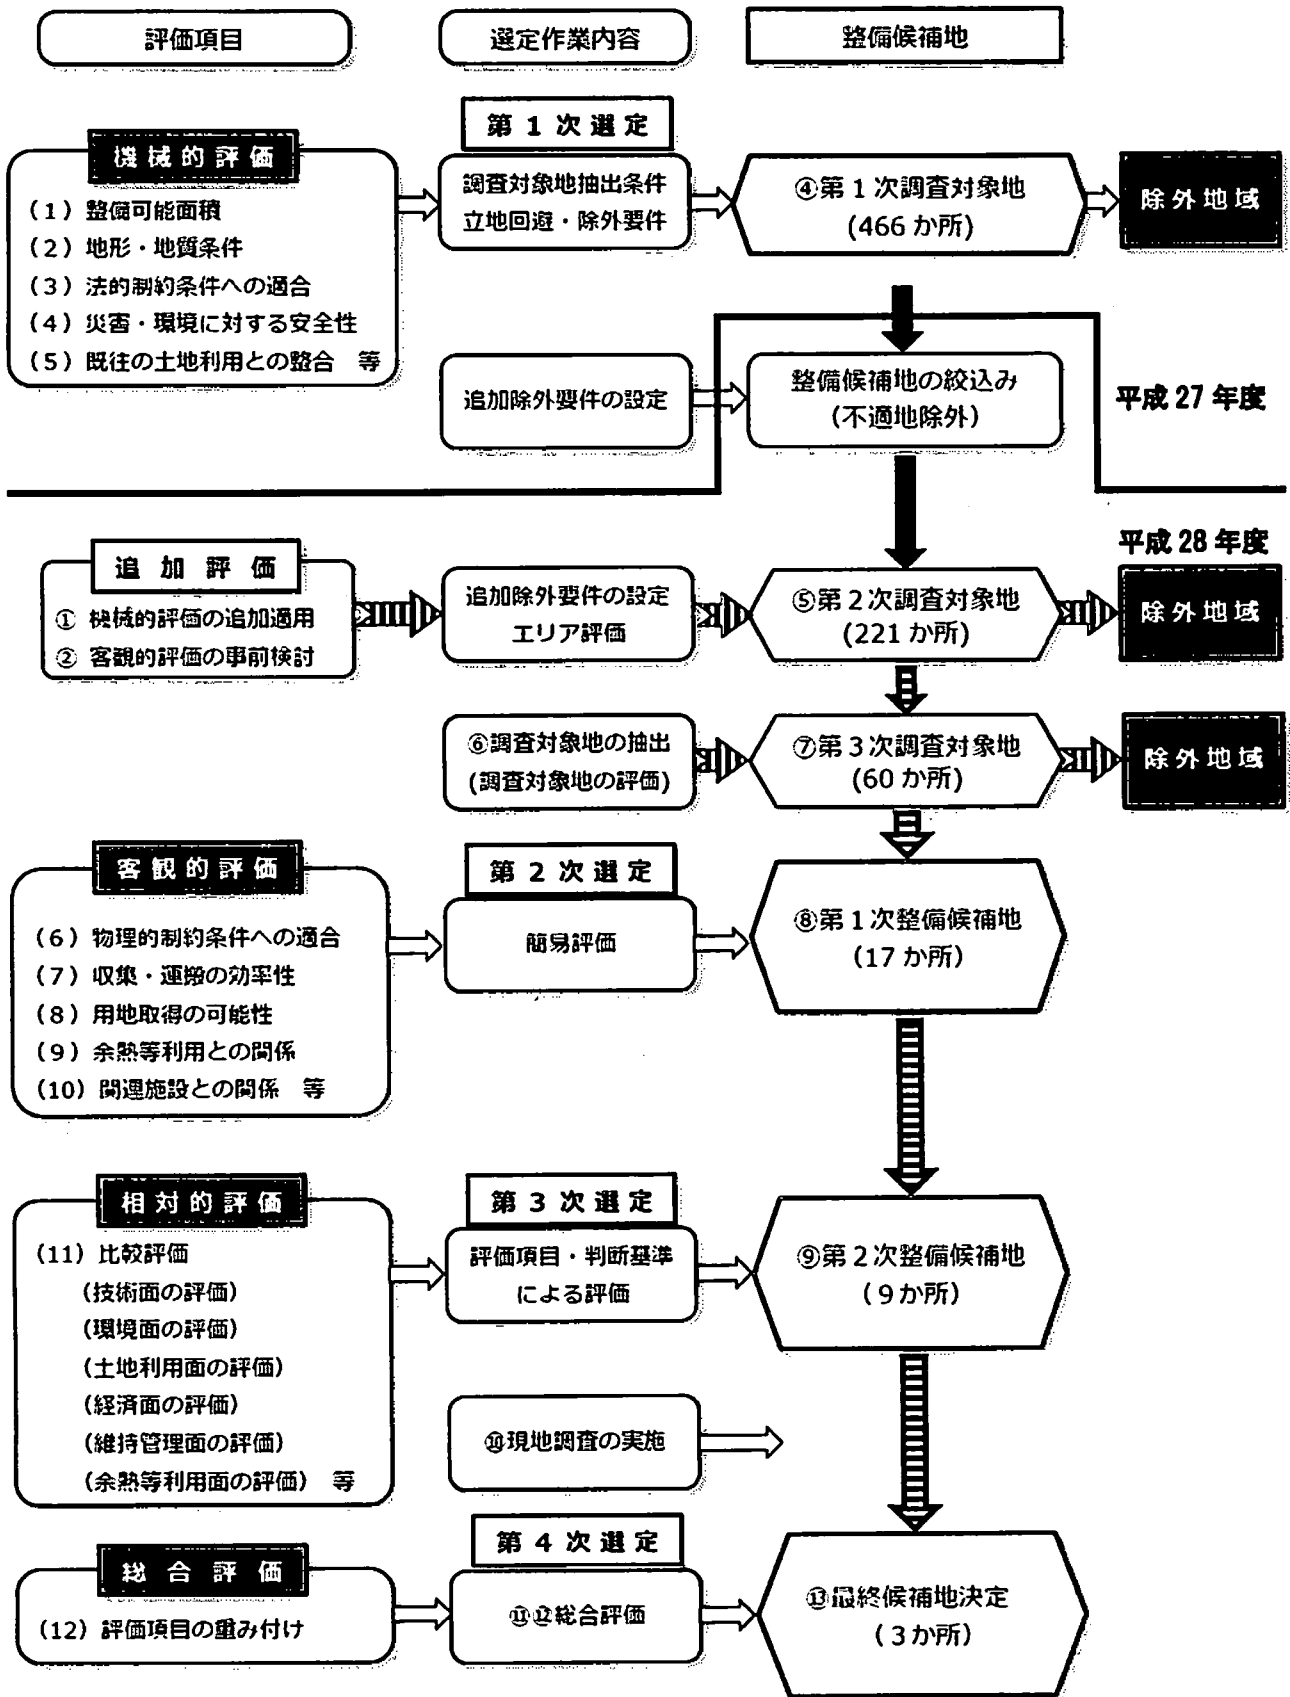 評価項目
選定作業内容
整備候補地
機械的評価
(1)整備可能面積
(2)地形・地質条件
(3)法的制約条件への適合
(4)災害・環境に対する安全性
(5)既往の土地利用との整合 等
第1次選定
調査対象地抽出条件
立地回避・除外要件
④第1次調査対象地
(466か所)
除外地域
追加除外要件の設定
整備候補地の絞込み
(不適地除外)
平成27年度
平成28年度
追加評価
① 機械的評価の追加適用
② 客観的評価の事前検討
追加除外要件の設定
エリア評価
⑤第2次調査対象地
(221か所)
除外地域
⑥調査対象地の抽出
(調査対象地の評価)
⑦第3次調査対象地
(60か所)
除外地域
客観的評価
(6)物理的制約条件への適合
(7)収集・運搬の効率性
(8)用地取得の可能性
(9)余熱等利用との関係
(10)関連施設との関係 等
第2次選定
簡易評価
⑧第1次整備候補地
(17か所)
相対的評価
(11)比較評価
(技術面の評価)
(環境面の評価)
(土地利用面の評価)
(経済面の評価)
(維持管理面の評価)
(余熱等利用面の評価) 等
第3次選定
評価項目・判断基準
による評価
⑨第2次整備候補地
(9か所)
⑩現地調査の実施
総合評価
(12)評価項目の重み付け
第4次選定
⑪⑫総合評価
⑬最終候補地決定
(3か所)